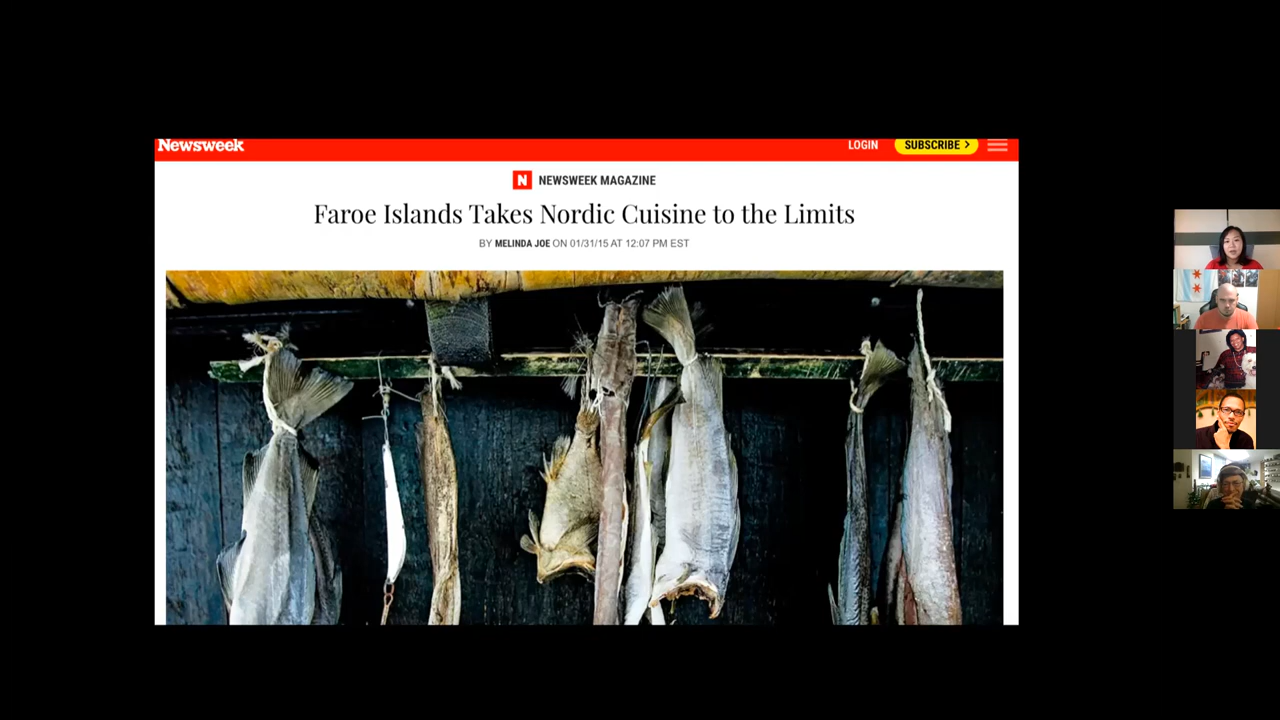 Newsweek
LOGIN
SUBSCRIBE >
N NEWSWEEK MAGAZINE
Faroe Islands Takes Nordic Cuisine to the Limits
BY MELINDA JOE ON 01/31/15 AT 12:07 PM EST